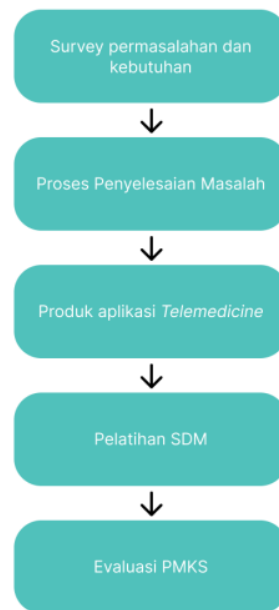 Survey permasalahan dan
kebutuhan
Proses Penyelesaian Masalah
Produk aplikasi Telemedicine
Pelatihan SDM
Evaluasi PMKS